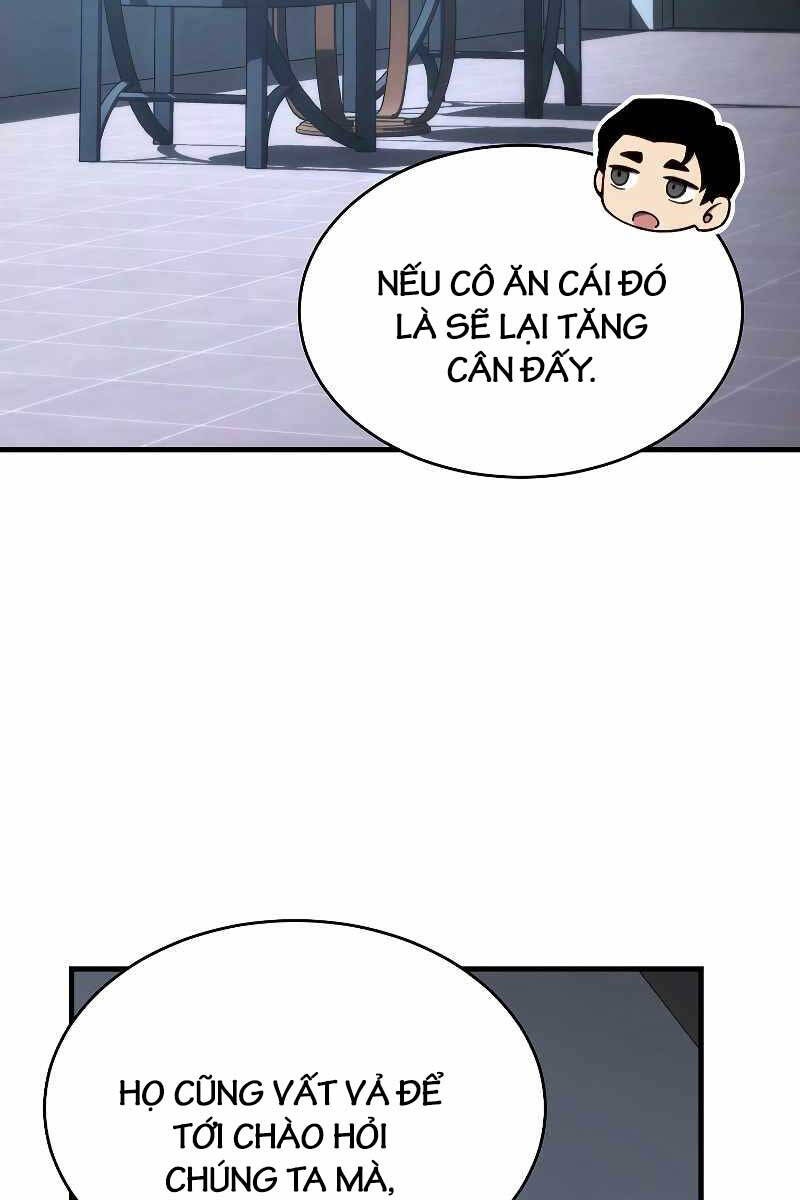 NẾU CÔ ĂN CÁI ĐÓ
LÀ SẼ LẠI TĂNG
CÂN ĐẤY.
HỌ CŨNG VẤT VẢ ĐỂ
TỚI CHÀO HỎI
CHÚNG TA MÀ,